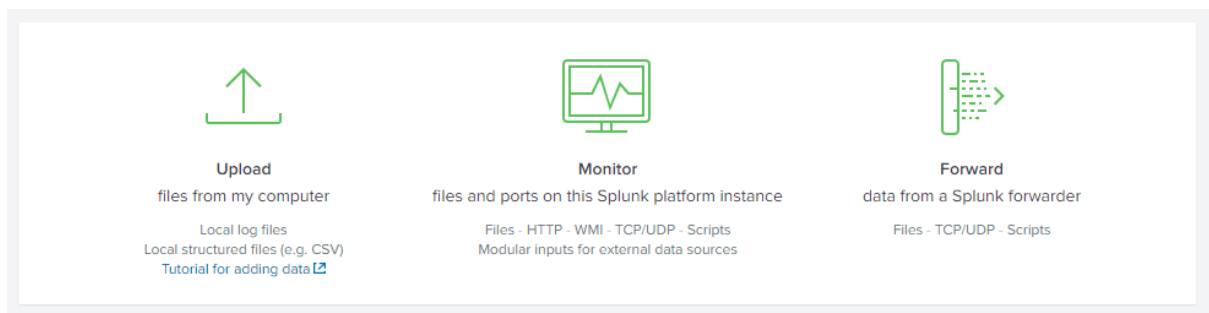 Upload
files from my computer
Local log files
Local structured files (e.g. CSV)
Tutorial for adding data
Monitor
files and ports on this Splunk platform instance
Files - HTTP - WMI - TCP/UDP - Scripts
Modular inputs for external data sources
Forward
data from a Splunk forwarder
Files - TCP/UDP - Scripts